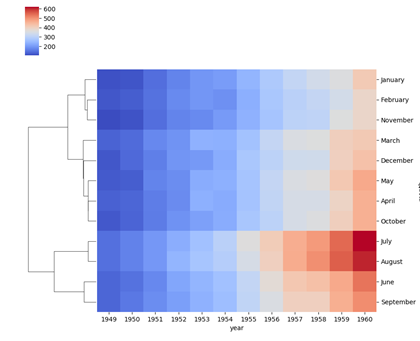 600
500
400
300
200
January
February
November
March
December
May
April
October
July
August
June
September
1949 1950 1951 1952 1953 1954 1955 1956 1957 1958 1959 1960
year